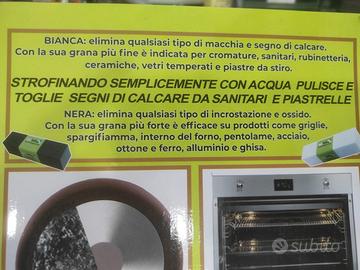 BIANCA: elimina qualsiasi tipo di macchia e segno di calcare.
Con la sua grana più fine è indicata per cromature, sanitari, rubinetteria,
ceramiche, vetri temperati e piastre da stiro.
STROFINANDO SEMPLICEMENTE CON ACQUA PULISCE E
TOGLIE SEGNI DI CALCARE DA SANITARI E PIASTRELLE
NERA: elimina qualsiasi tipo di incrostazione e ossido.
Con la sua grana più forte è efficace su prodotti come griglie,
spargifiamma, interno del forno, pentolame, acciaio,
ottone e ferro, alluminio e ghisa.
subito